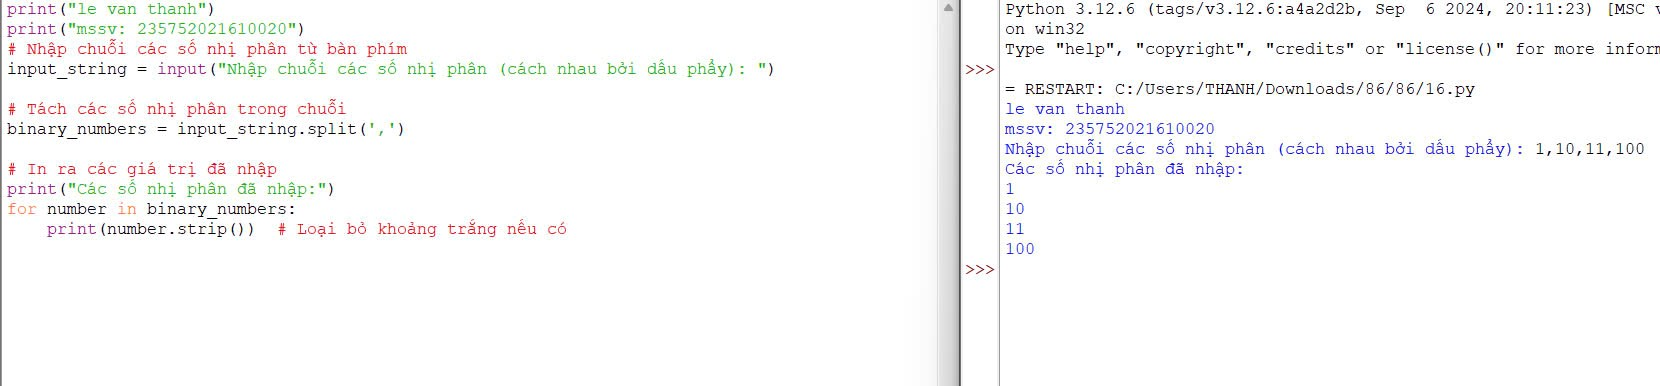 print("le van thanh")
print("mssv: 235752021610020")
# Nhập chuỗi các số nhị phân từ bàn phím
input_string = input("Nhập chuỗi các số nhị phân (cách nhau bởi dấu phẩy): ")
# Tách các số nhị phân trong chuỗi
binary_numbers = input_string.split(',')
# In ra các giá trị đã nhập
print("Các số nhị phân đã nhập:")
for number in binary_numbers:
    print(number.strip())  # Loại bỏ khoảng trắng nếu có
Python 3.12.6 (tags/v3.12.6:a4a2d2b, Sep  6 2024, 20:11:23) [MSC
on win32
Type "help", "copyright", "credits" or "license()" for more
>>>
= RESTART: C:/Users/THANH/Downloads/86/86/16.py
le van thanh
mssv: 235752021610020
Nhập chuỗi các số nhị phân (cách nhau bởi dấu phẩy): 1,10,11,100
Các số nhị phân đã nhập:
1
10
11
100
>>>